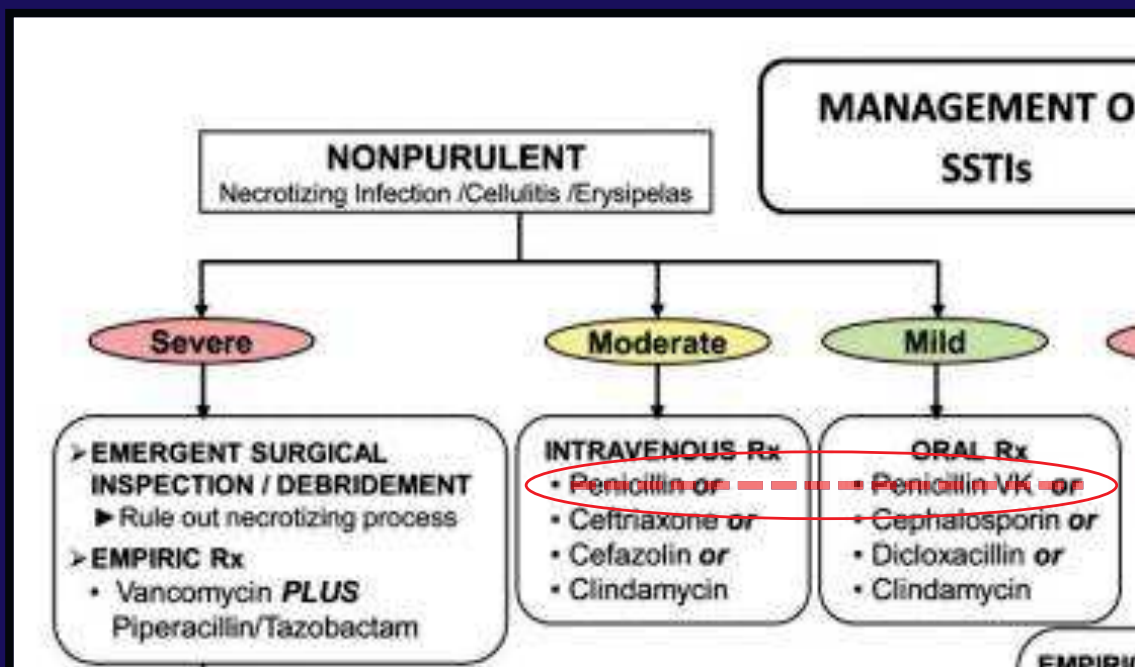 MANAGEMENT O
SSTIs
NONPURULENT
Necrotizing Infection /Cellulitis /Erysipelas
Severe
Moderate
Mild
➢EMERGENT SURGICAL
INSPECTION / DEBRIDEMENT
►Rule out necrotizing process
➢EMPIRIC Rx
• Vancomycin PLUS
Piperacillin/Tazobactam
INTRAVENOUS Rx
• Penicillin or
• Ceftriaxone or
• Cefazolin or
• Clindamycin
ORAL Rx
• Penicillin VK or
• Cephalosporin or
• Dicloxacillin or
• Clindamycin
EMPIRI